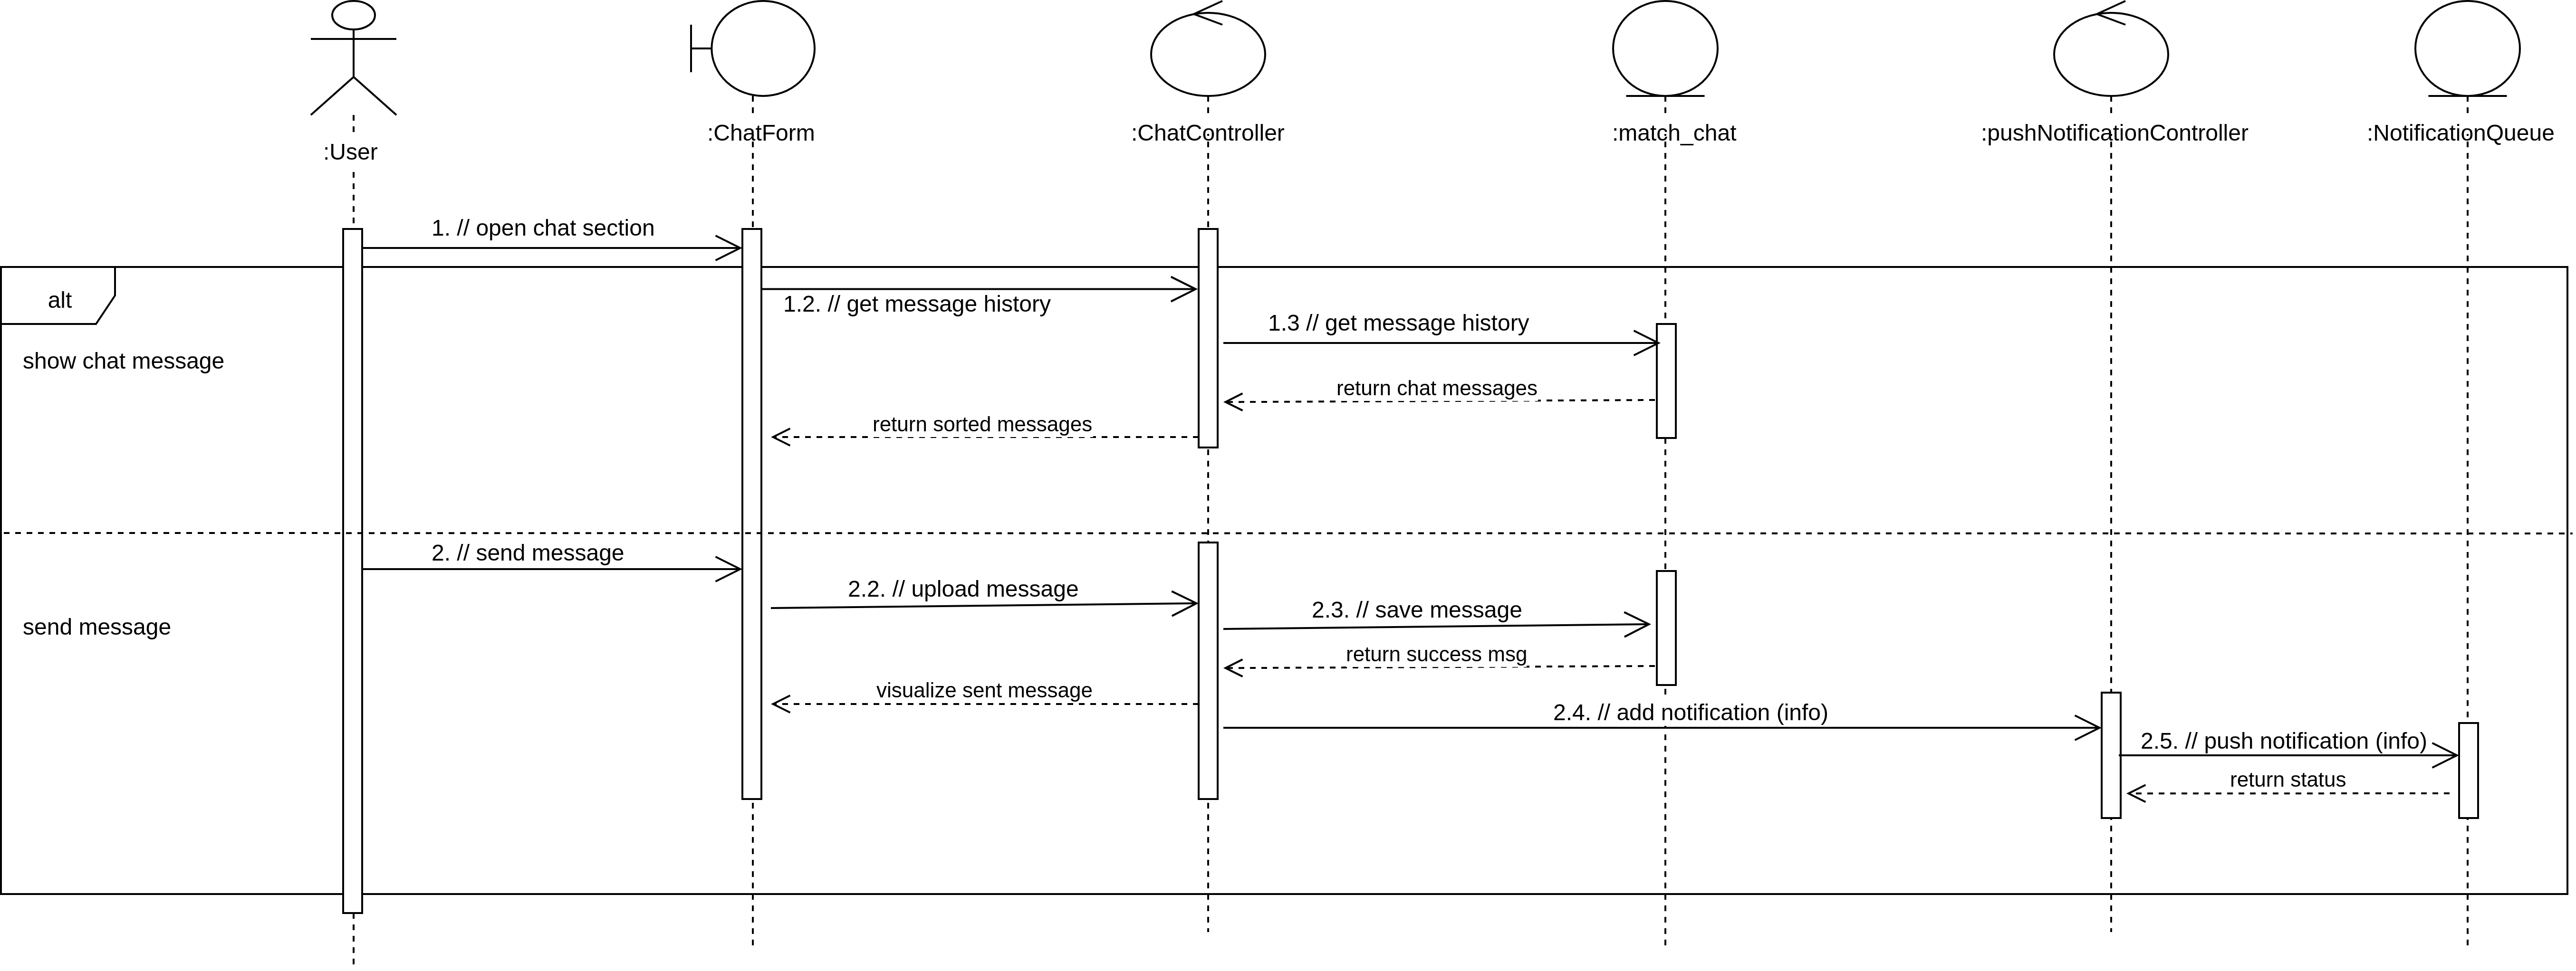 :User
:ChatForm
:ChatController
:match_chat
:pushNotificationController
:NotificationQueue
1. // open chat section
alt
1.2. // get message history
1.3 // get message history
show chat message
return chat messages
return sorted messages
2. // send message
2.2. // upload message
2.3. // save message
send message
return success msg
visualize sent message
2.4. // add notification (info)
2.5. // push notification (info)
return status